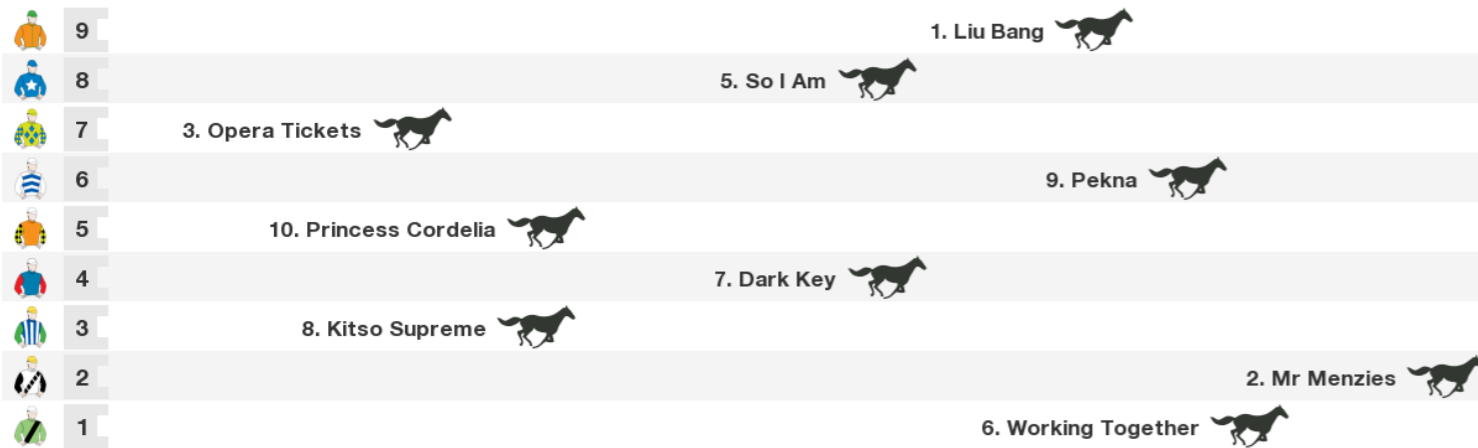 9 1. Liu Bang
8 5. So I Am
7 3. Opera Tickets
6 9. Pekna
5 10. Princess Cordelia
4 7. Dark Key
3 8. Kitso Supreme
2 2. Mr Menzies
1 6. Working Together